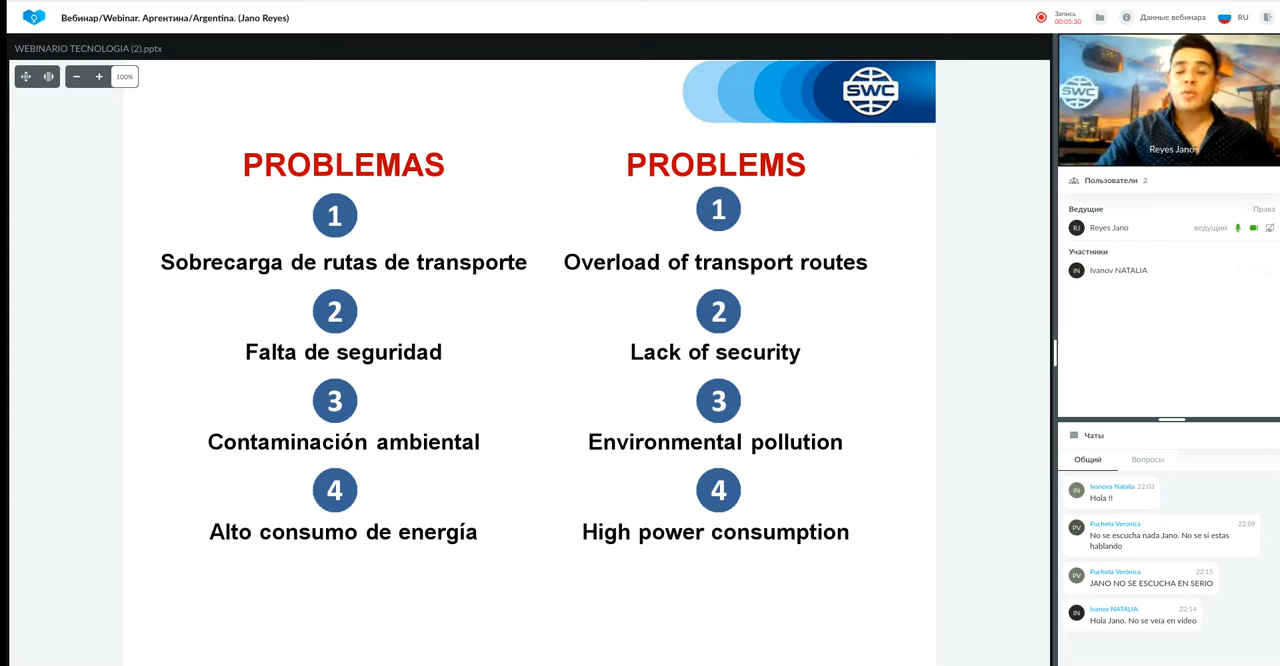 Вебинар/Webinar. Аргентина/Argentina. (Jano Reyes)
Запись
00:05:30
Данные вебинара
RU
WEBINARIO TECNOLOGIA (2).pptx
100%
SWC
PROBLEMAS
1
Sobrecarga de rutas de transporte
2
Falta de seguridad
3
Contaminación ambiental
4
Alto consumo de energía
PROBLEMS
1
Overload of transport routes
2
Lack of security
3
Environmental pollution
4
High power consumption
SWC
Reyes Jano
Пользователи 2
Ведущие Права
RJ Reyes Jano ведущий
Участники
IN Ivanov NATALIA
Чаты
Общий Вопросы
IN Ivanova Natalia 22:03
Hola !!
PV Pucheta Veronica 22:09
No se escucha nada Jano. No se si estas
hablando
PV Pucheta Verónica 22:15
JANO NO SE ESCUCHA EN SERIO
IN Ivanov NATALIA 22:14
Hola Jano. No se veía en video